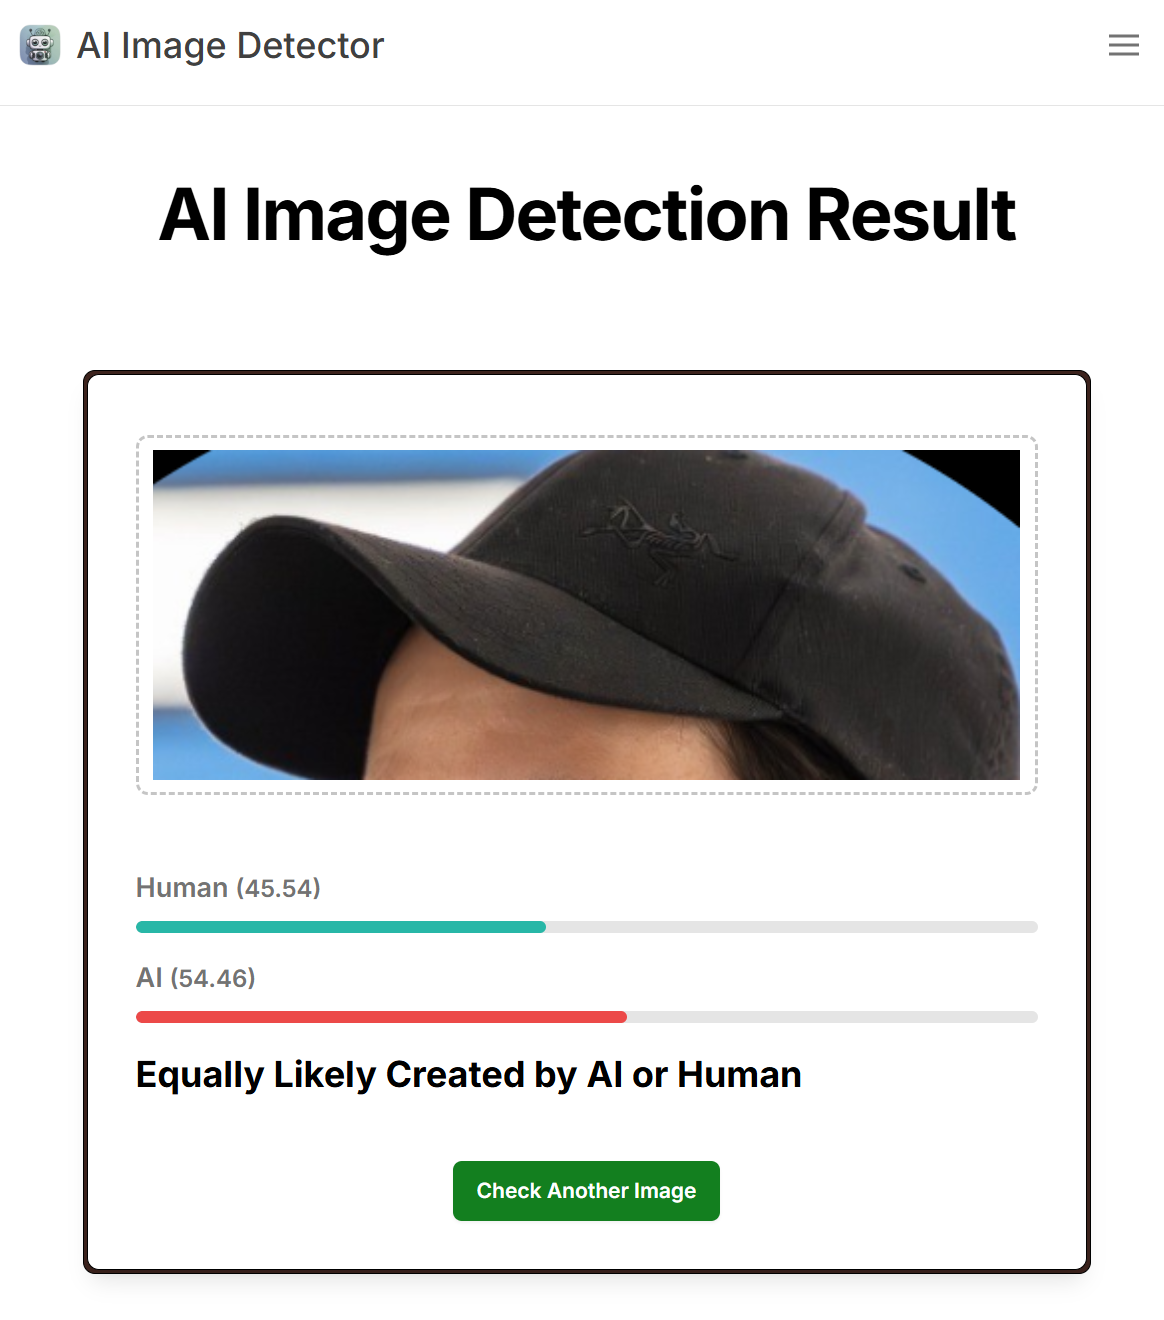 AI Image Detector
AI Image Detection Result
Human (45.54)
AI (54.46)
Equally Likely Created by AI or Human
Check Another Image